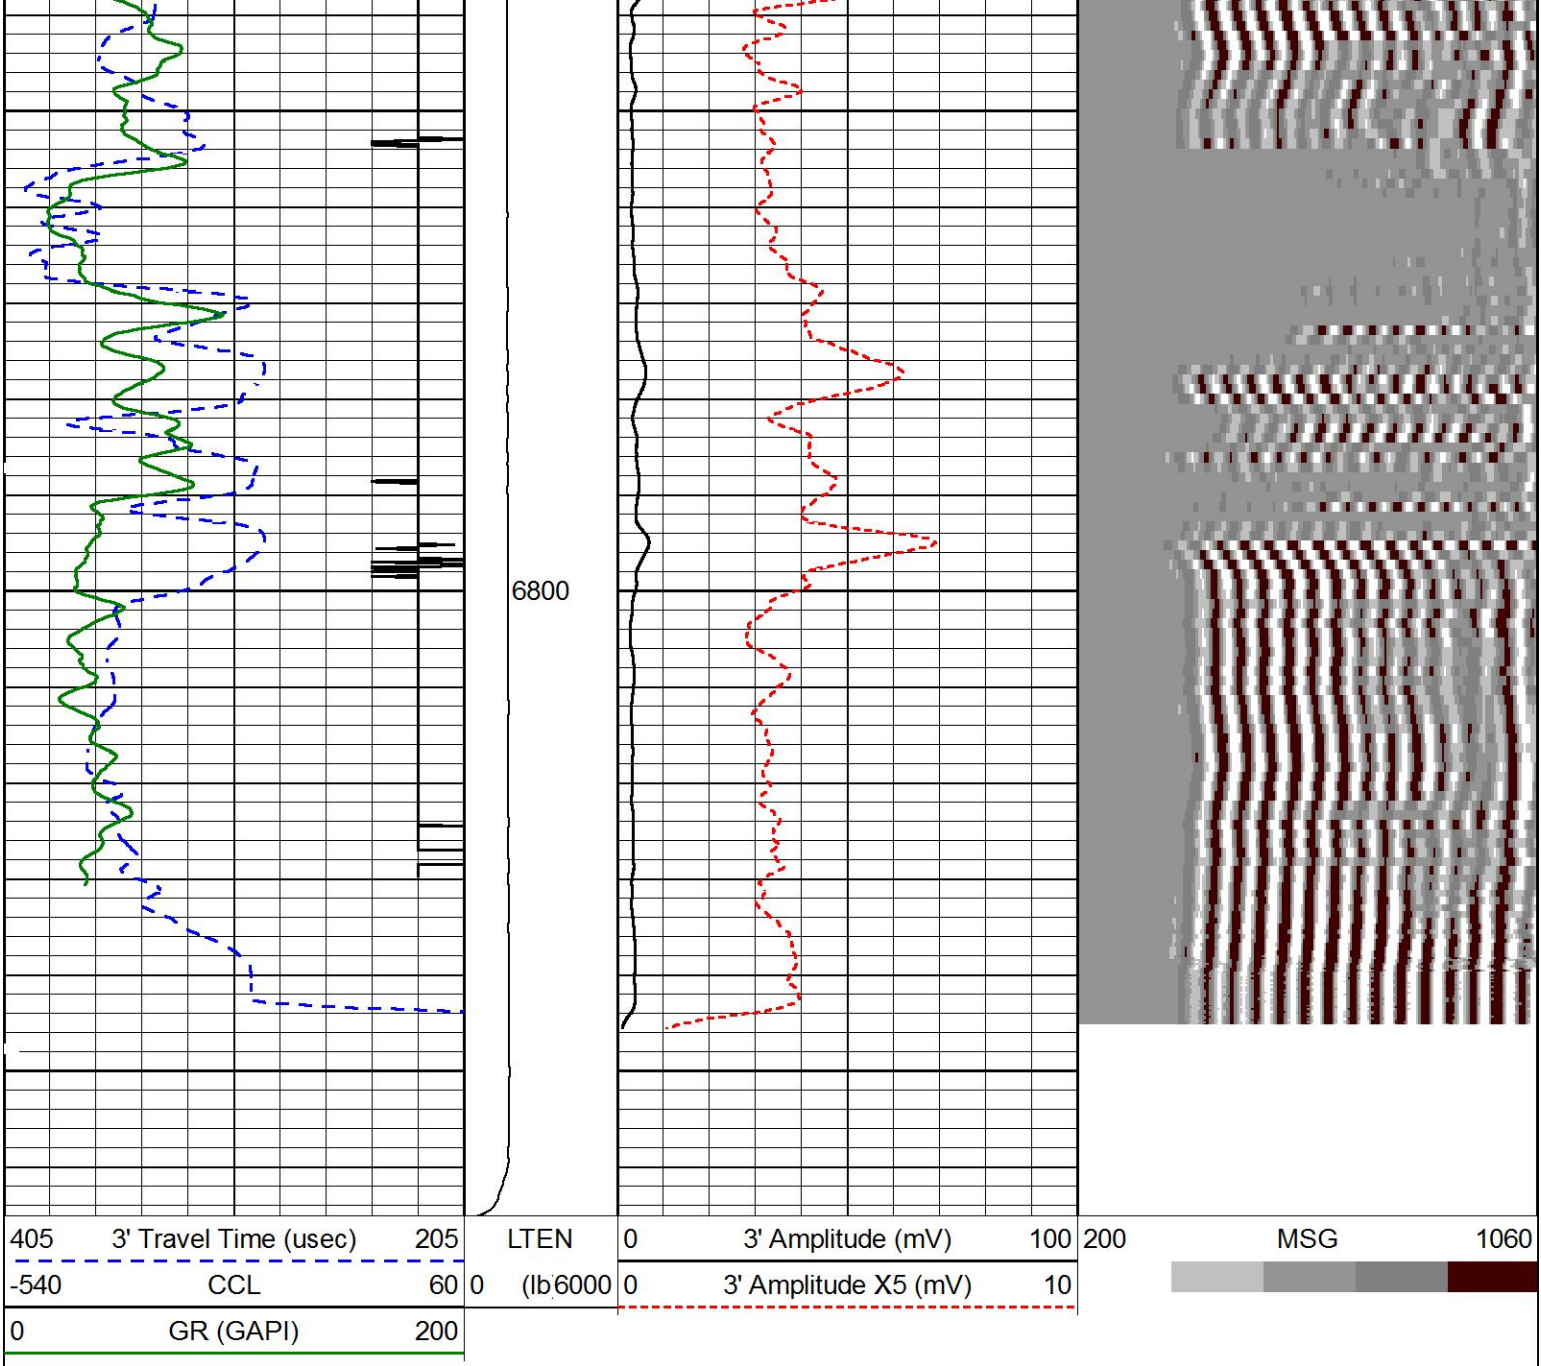 6800
405 3' Travel Time (usec) 205 LTEN 0 3' Amplitude (mV) 100 200 MSG 1060
-540 CCL 60 0 (lb 6000 0 3' Amplitude X5 (mV) 10
0 GR (GAPI) 200